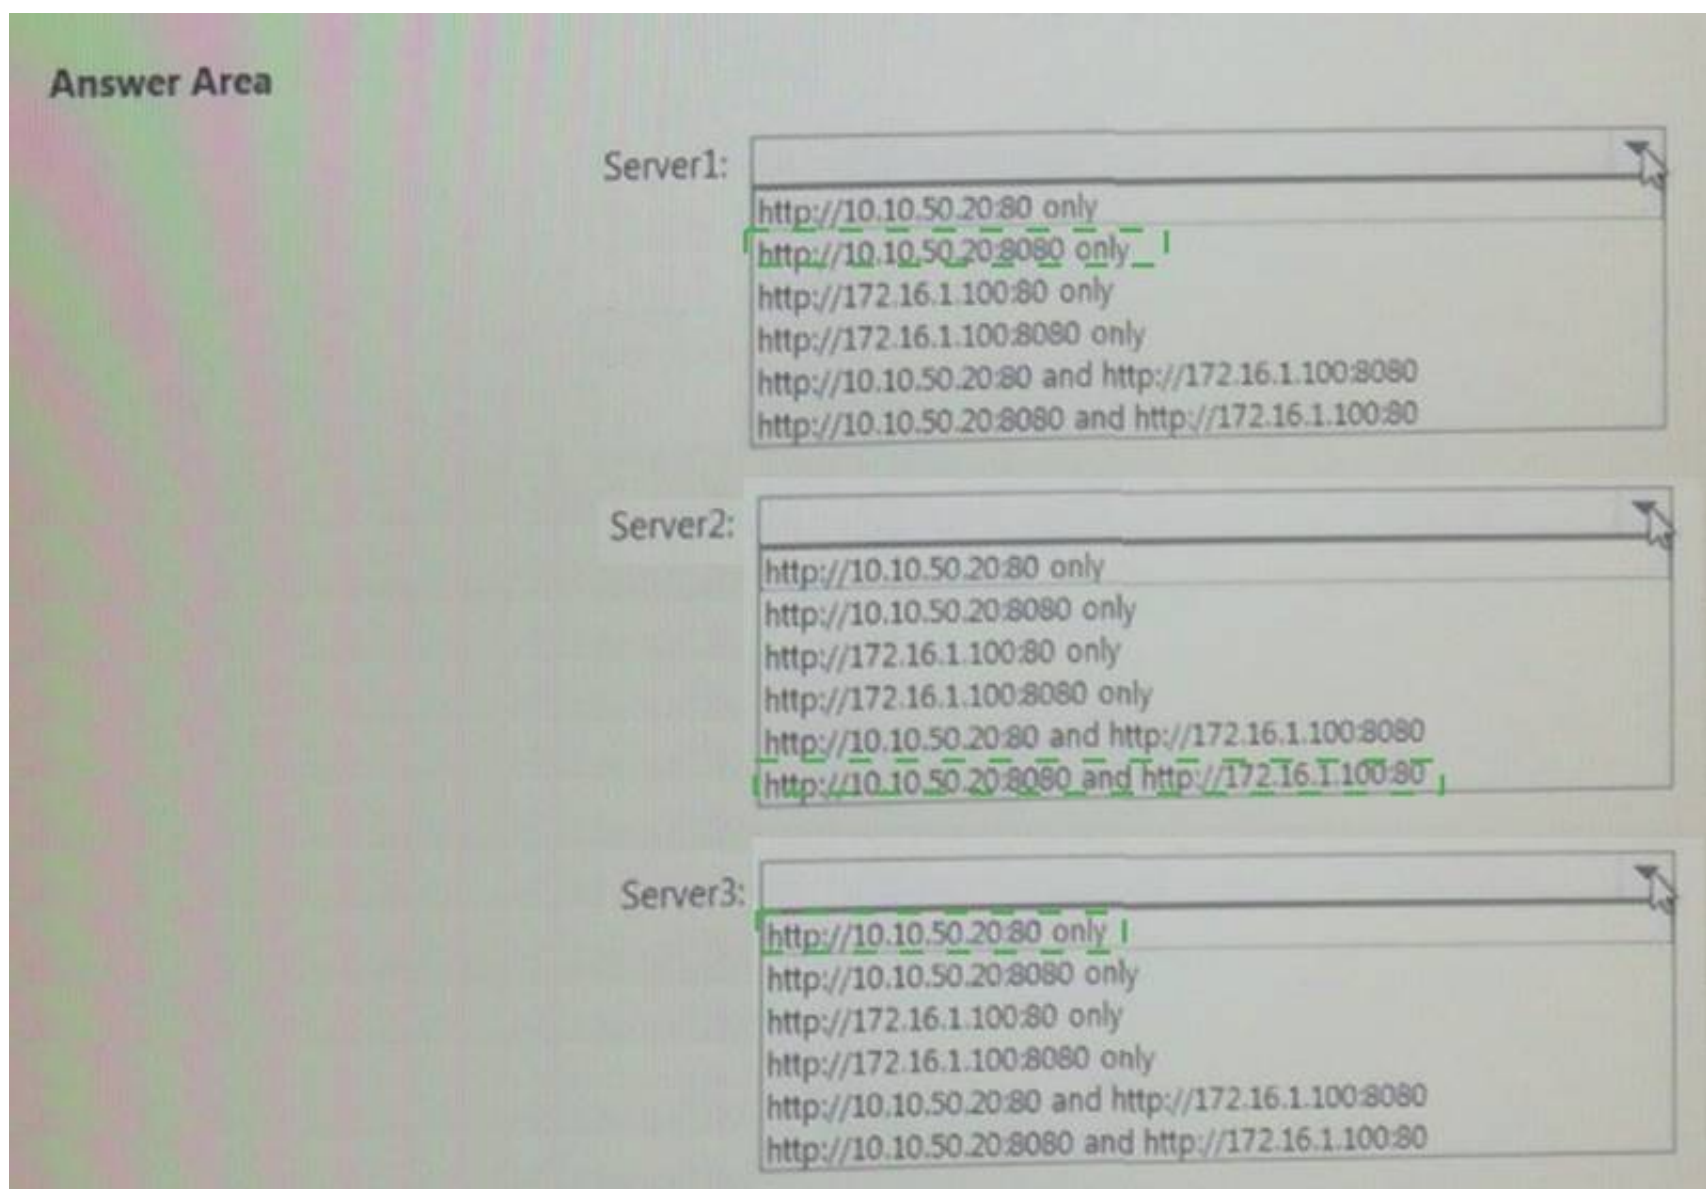 Answer Area
Server1:
http://10.10.50.20:80 only
http://10.10.50.20:8080 only
http://172.16.1.100:80 only
http://172.16.1.100:8080 only
http://10.10.50.20:80 and http://172.16.1.100:8080
http://10.10.50.20:8080 and http://172.16.1.100:80
Server2:
http://10.10.50.20:80 only
http://10.10.50.20:8080 only
http://172.16.1.100:80 only
http://172.16.1.100:8080 only
http://10.10.50.20:80 and http://172.16.1.100:8080
http://10.10.50.20:8080 and http://172.16.1.100:80
Server3:
http://10.10.50.20:80 only
http://10.10.50.20:8080 only
http://172.16.1.100:80 only
http://172.16.1.100:8080 only
http://10.10.50.20:80 and http://172.16.1.100:8080
http://10.10.50.20:8080 and http://172.16.1.100:80